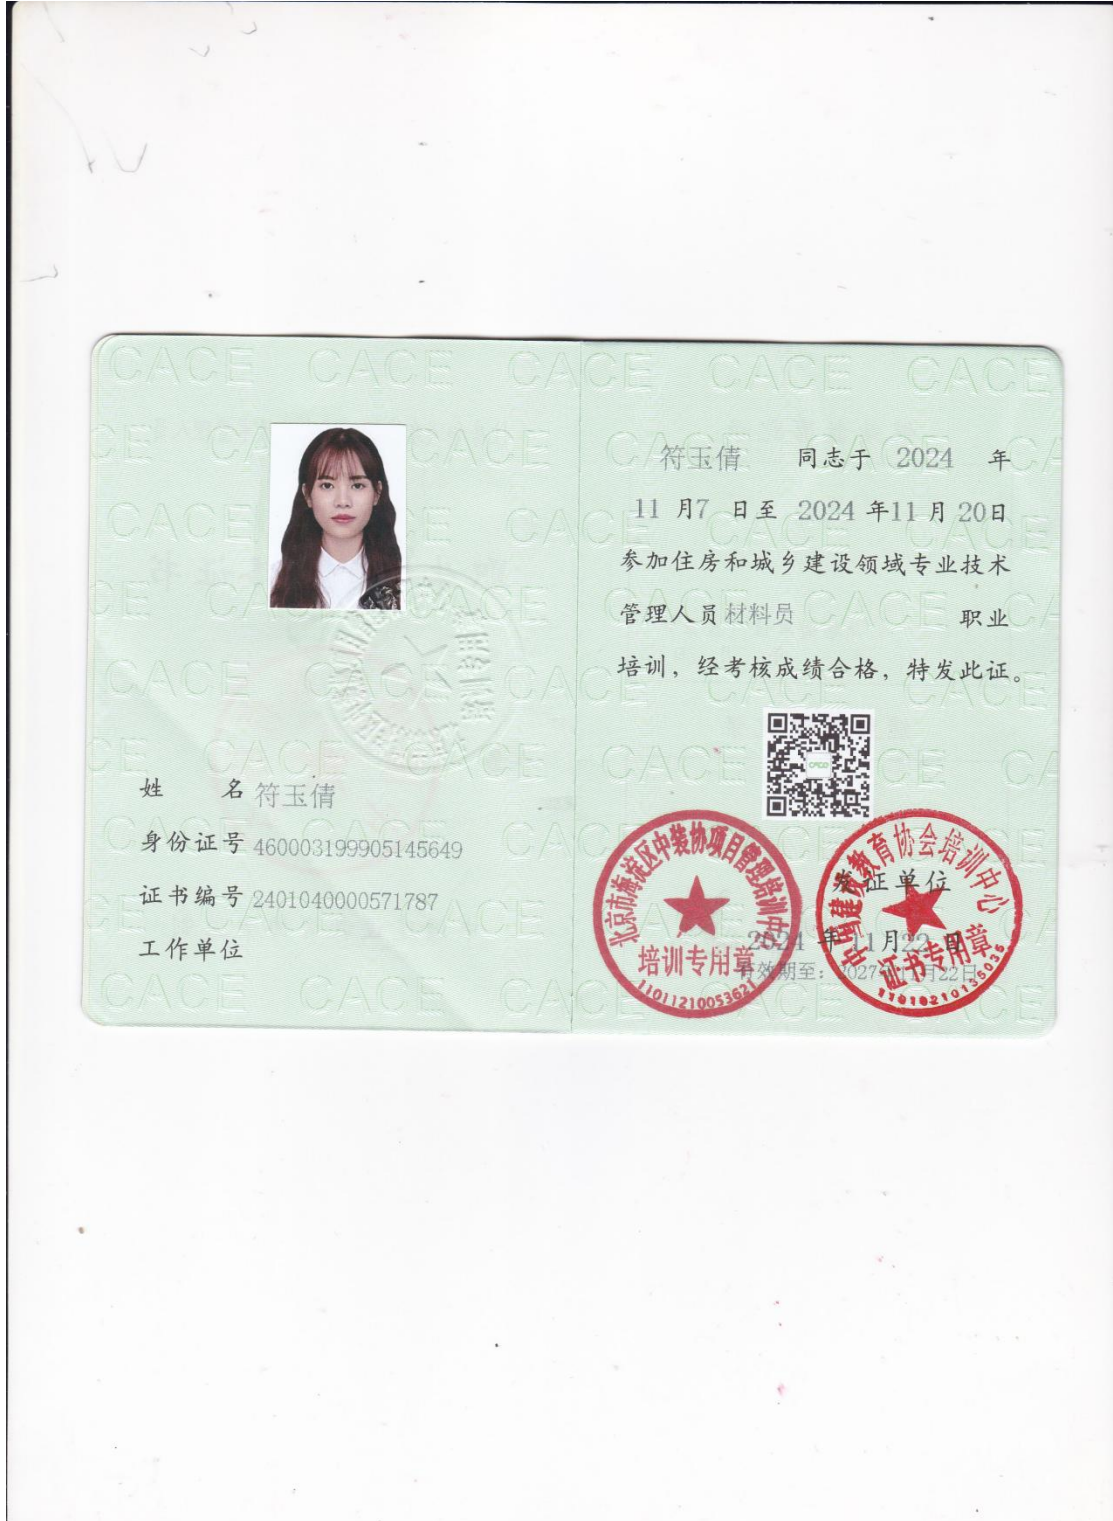 姓 名 符玉倩
身份证号 460003199905145649
证书编号 2401040000571787
工作单位
符玉倩 同志于 2024 年
11 月7 日至 2024 年11 月 20日
参加住房和城乡建设领域专业技术
管理人员材料员 职业
培训，经考核成绩合格，特发此证。
发证单位
2024 年 11月22 日
有效期至：2027年11月22日
北京市海淀区中装协项目管理培训中心
培训专用章
11011210053621
中国建设教育协会培训中心
证书专用章
11010210135035
CACE